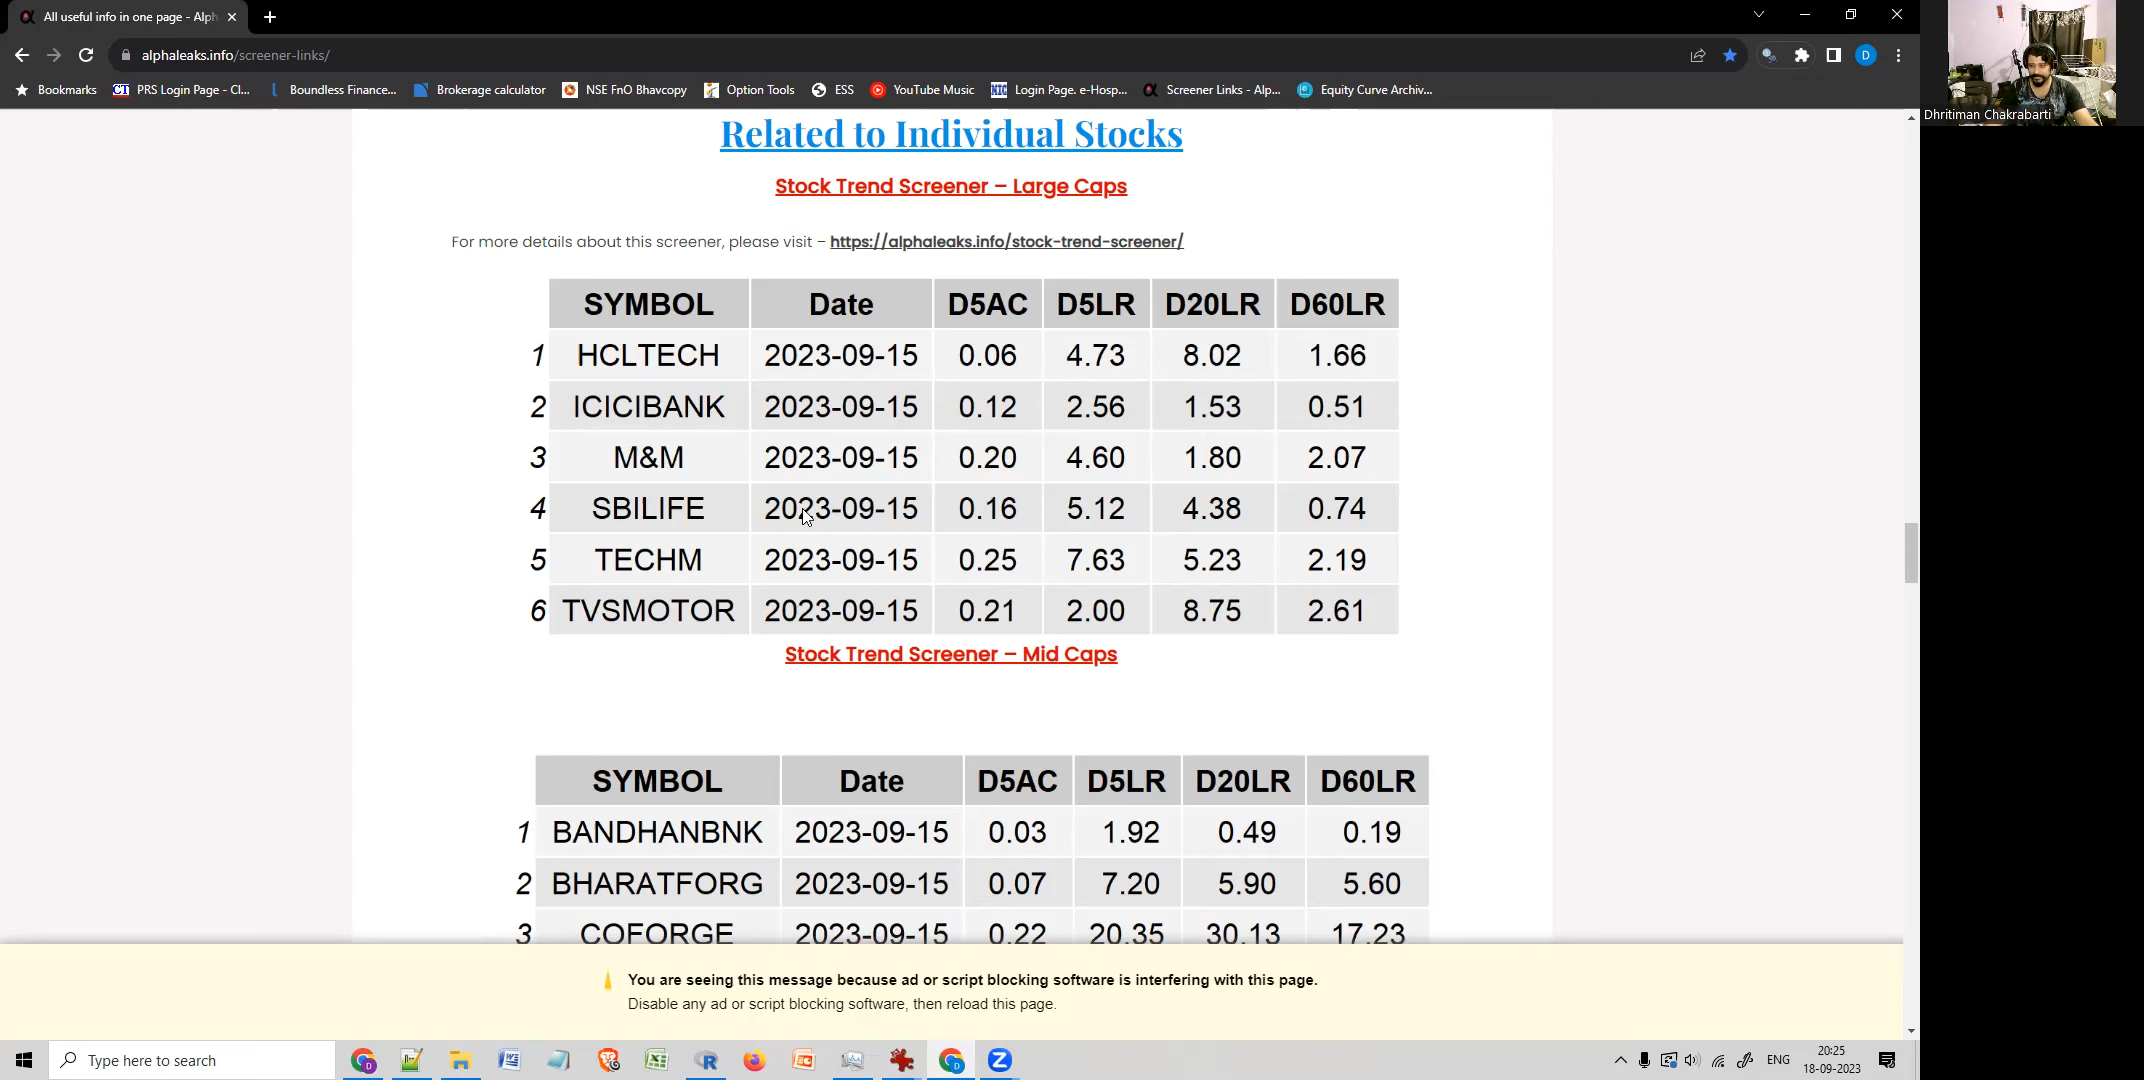 All useful info in one page - Alph
alphaleaks.info/screener-links/
D
Bookmarks
PRS Login Page - Cl...
Boundless Finance...
Brokerage calculator
NSE FnO Bhavcopy
Option Tools
ESS
YouTube Music
NIC Login Page. e-Hosp...
Screener Links - Alp...
Equity Curve Archiv...
Dhritiman Chakrabarti
Related to Individual Stocks
Stock Trend Screener – Large Caps
For more details about this screener, please visit – https://alphaleaks.info/stock-trend-screener/
SYMBOL Date D5AC D5LR D20LR D60LR
1 HCLTECH 2023-09-15 0.06 4.73 8.02 1.66
2 ICICIBANK 2023-09-15 0.12 2.56 1.53 0.51
3 M&M 2023-09-15 0.20 4.60 1.80 2.07
4 SBILIFE 2023-09-15 0.16 5.12 4.38 0.74
5 TECHM 2023-09-15 0.25 7.63 5.23 2.19
6 TVSMOTOR 2023-09-15 0.21 2.00 8.75 2.61
Stock Trend Screener – Mid Caps
SYMBOL Date D5AC D5LR D20LR D60LR
1 BANDHANBNK 2023-09-15 0.03 1.92 0.49 0.19
2 BHARATFORG 2023-09-15 0.07 7.20 5.90 5.60
3 COFORGE 2023-09-15 0.22 20.35 30.13 17.23
You are seeing this message because ad or script blocking software is interfering with this page.
Disable any ad or script blocking software, then reload this page.
Type here to search
ENG
20:25
18-09-2023